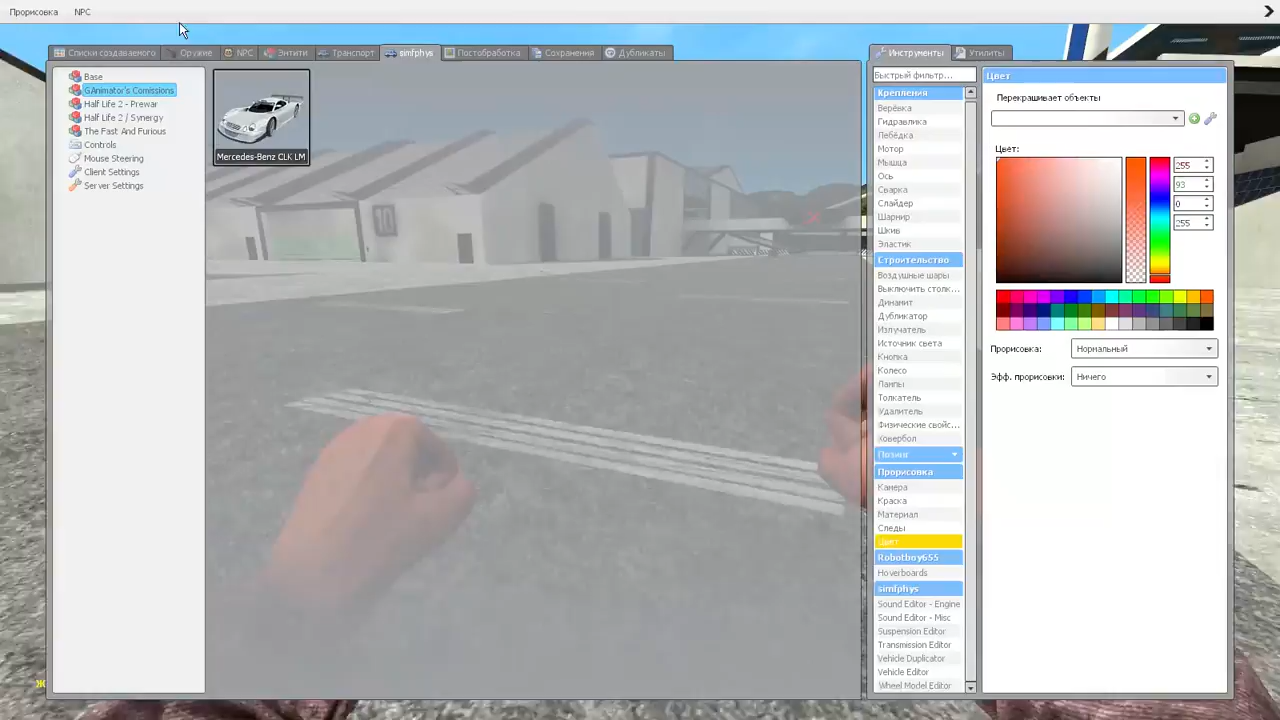 Прорисовка NPC
Списки создаваемого Оружие NPC Энтити Транспорт simfphys Постобработка Сохранения Дубликаты
Base
GAnimator's Comissions
Half Life 2 - Prewar
Half Life 2 / Synergy
The Fast And Furious
Controls
Mouse Steering
Client Settings
Server Settings
Mercedes-Benz CLK LM
10
Инструменты Утилиты
Быстрый фильтр...
Крепления
Верёвка
Гидравлика
Лебёдка
Мотор
Мышца
Ось
Сварка
Слайдер
Шарнир
Шкив
Эластик
Строительство
Воздушные шары
Выключить столк...
Динамит
Дубликатор
Излучатель
Источник света
Кнопка
Колесо
Лампы
Толкатель
Удалитель
Физические свойс...
Ховербол
Позинг
Прорисовка
Камера
Краска
Материал
Следы
Цвет
Robotboy655
Hoverboards
simfphys
Sound Editor - Engine
Sound Editor - Misc
Suspension Editor
Transmission Editor
Vehicle Duplicator
Vehicle Editor
Wheel Model Editor
Цвет
Перекрашивает объекты
Цвет:
255
93
0
255
Прорисовка: Нормальный
Эфф. прорисовки: Ничего
Ж